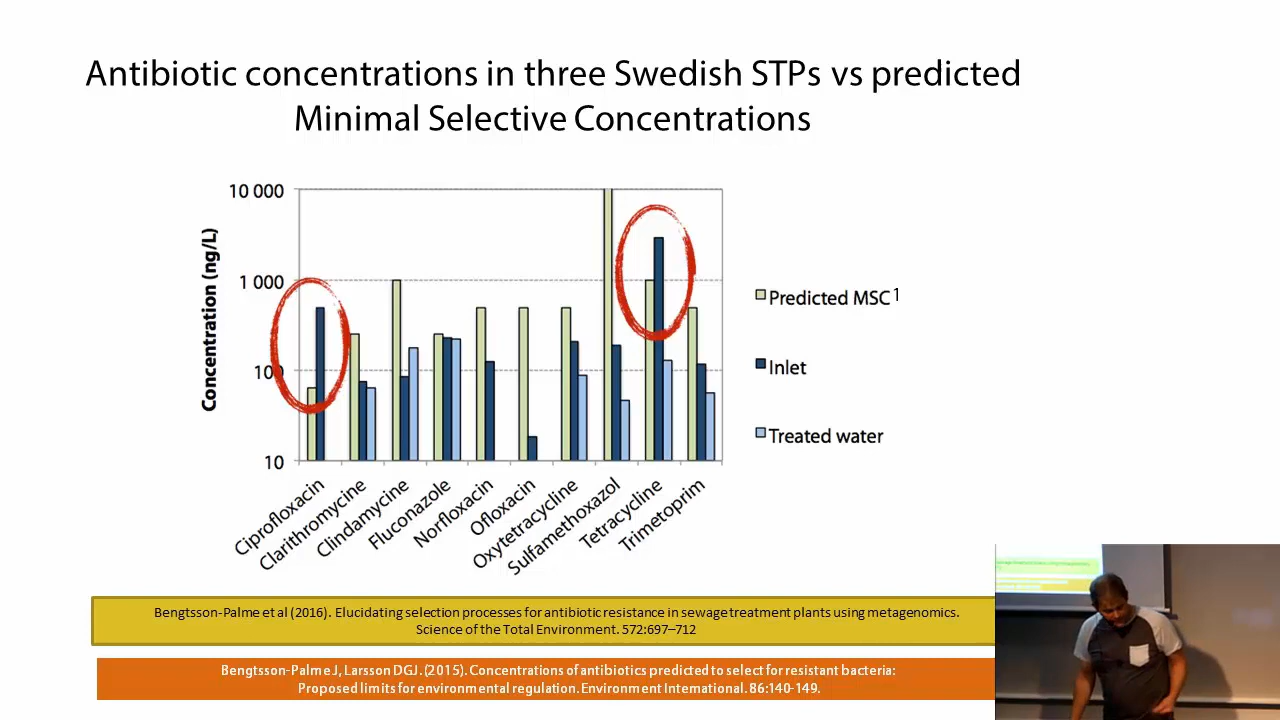 Antibiotic concentrations in three Swedish STPs vs predicted
Minimal Selective Concentrations
Concentration (ng/L)
10 000
1 000
100
10
Ciprofloxacin
Clarithromycine
Clindamycine
Fluconazole
Norfloxacin
Ofloxacin
Oxytetracycline
Sulfamethoxazol
Tetracycline
Trimetoprim
Predicted MSC1
Inlet
Treated water
Bengtsson-Palme et al (2016). Elucidating selection processes for antibiotic resistance in sewage treatment plants using metagenomics.
Science of the Total Environment. 572:697–712
Bengtsson-Palme J, Larsson DGJ. (2015). Concentrations of antibiotics predicted to select for resistant bacteria:
Proposed limits for environmental regulation. Environment International. 86:140-149.